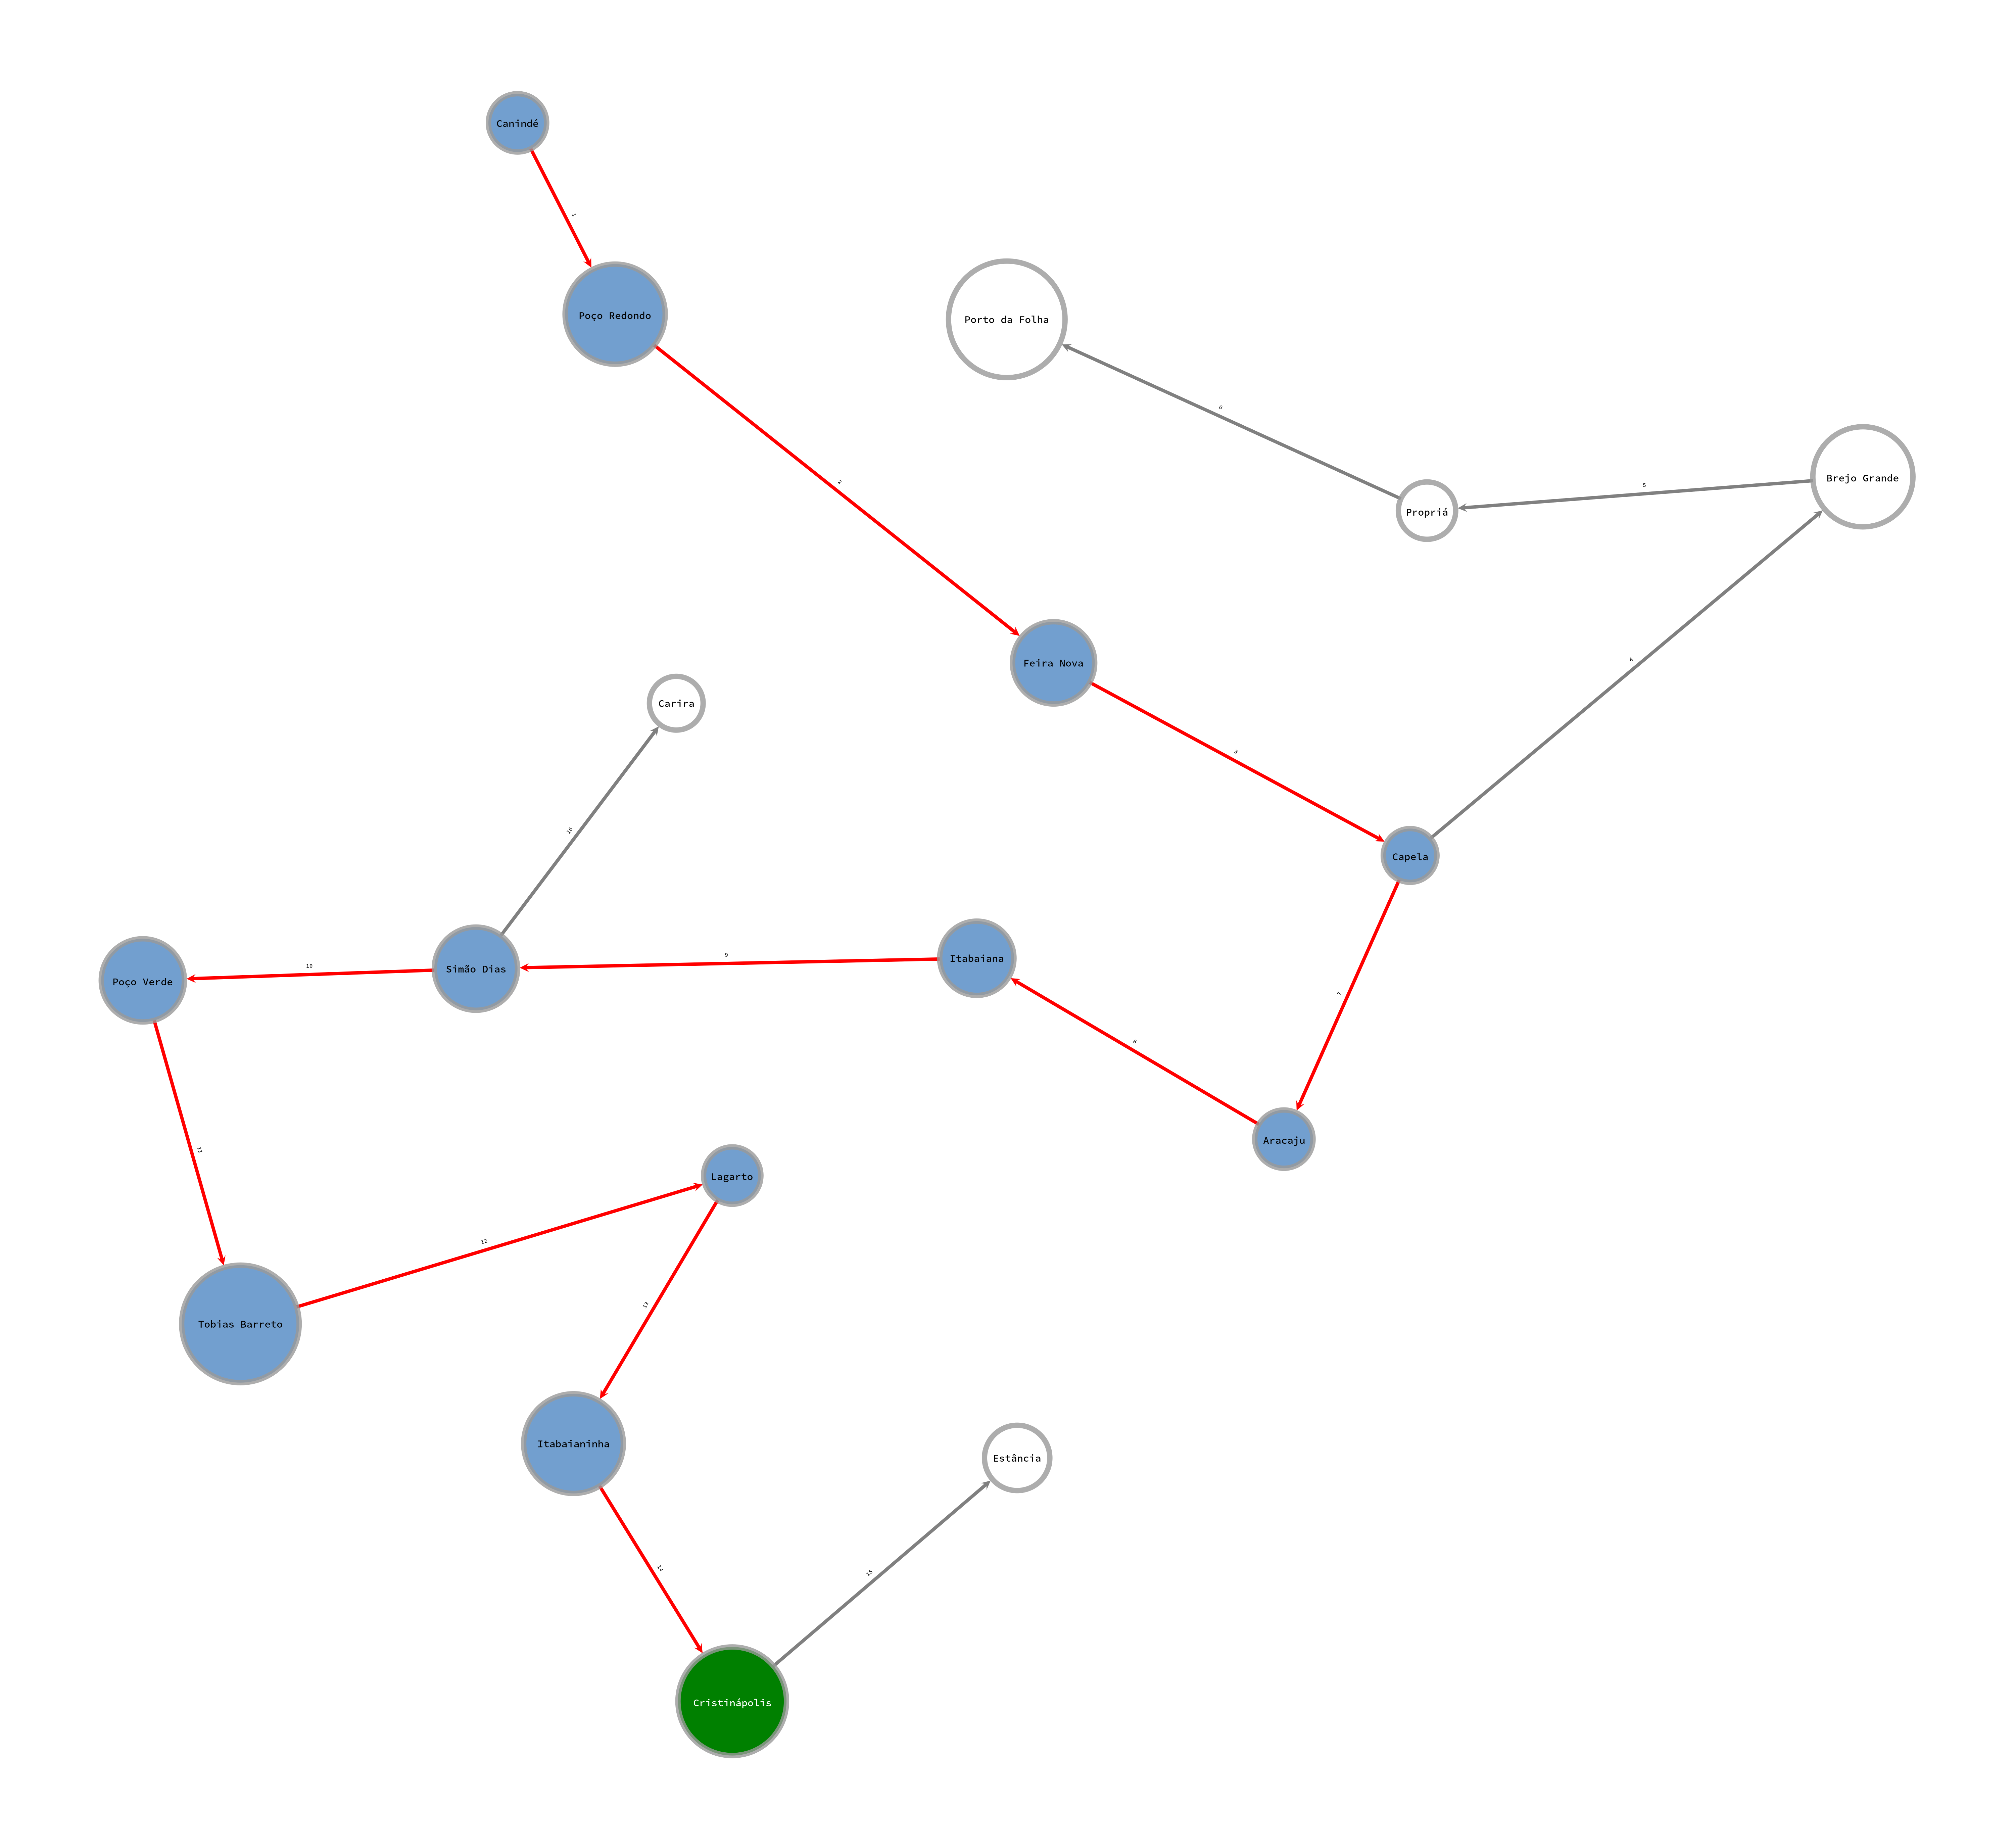 Canindé
1
Poço Redondo
Porto da Folha
6
2
Brejo Grande
5
Propriá
Feira Nova
4
Carira
3
16
Capela
9
Itabaiana
10
Simão Dias
Poço Verde
7
8
Aracaju
11
Lagarto
12
13
Tobias Barreto
Itabaianinha
Estância
14
15
Cristinápolis